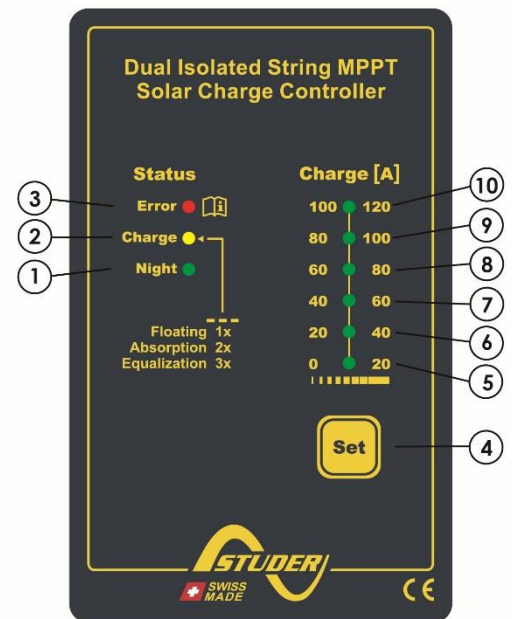 Dual Isolated String MPPT
Solar Charge Controller
Status
Error
Charge
Night
Floating 1x
Absorption 2x
Equalization 3x
Charge [A]
100 120
80 100
60 80
40 60
20 40
0 20
Set
STUDER
SWISS
MADE
CE
3
2
1
10
9
8
7
6
5
4